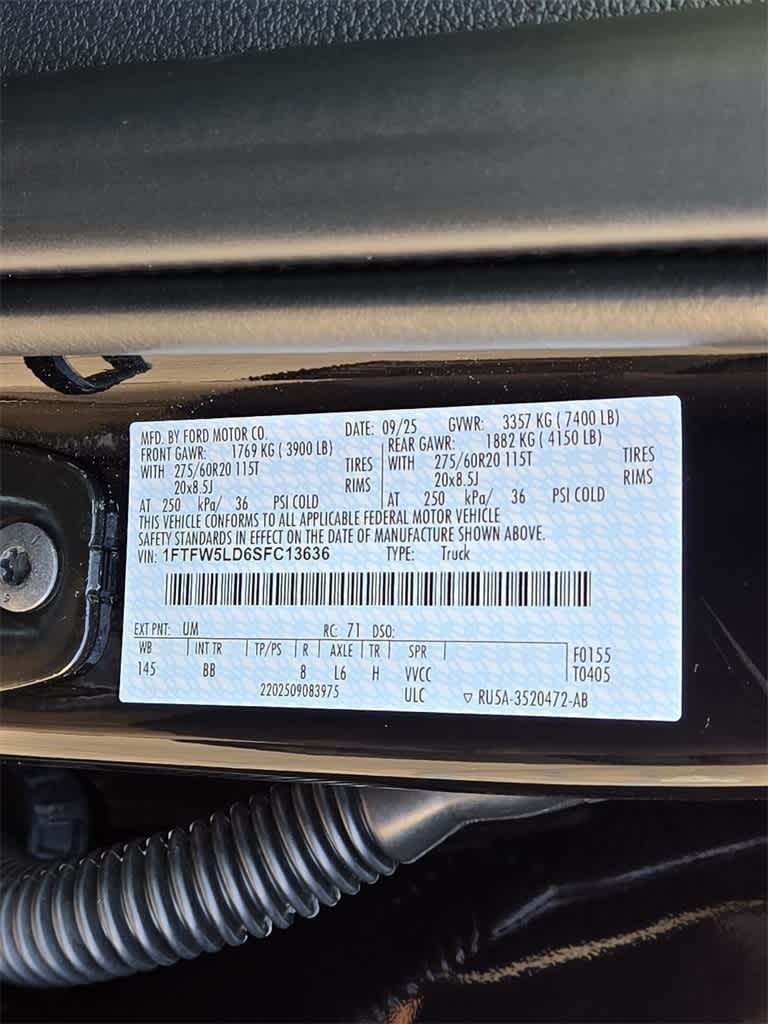 MFD. BY FORD MOTOR CO. DATE: 09/25 GVWR: 3357 KG ( 7400 LB)
FRONT GAWR: 1769 KG ( 3900 LB) REAR GAWR: 1882 KG ( 4150 LB)
WITH 275/60R20 115T TIRES WITH 275/60R20 115T TIRES
20x8.5J RIMS 20x8.5J RIMS
AT 250 kPa/ 36 PSI COLD AT 250 kPa/ 36 PSI COLD
THIS VEHICLE CONFORMS TO ALL APPLICABLE FEDERAL MOTOR VEHICLE
SAFETY STANDARDS IN EFFECT ON THE DATE OF MANUFACTURE SHOWN ABOVE.
VIN: 1FTFW5LD6SFC13636 TYPE: Truck
EXT PNT: UM RC: 71 DSO:
WB INT TR TP/PS R AXLE TR SPR F0155
145 BB 8 L6 H VVCC T0405
2202509083975 ULC ▽ RU5A-3520472-AB